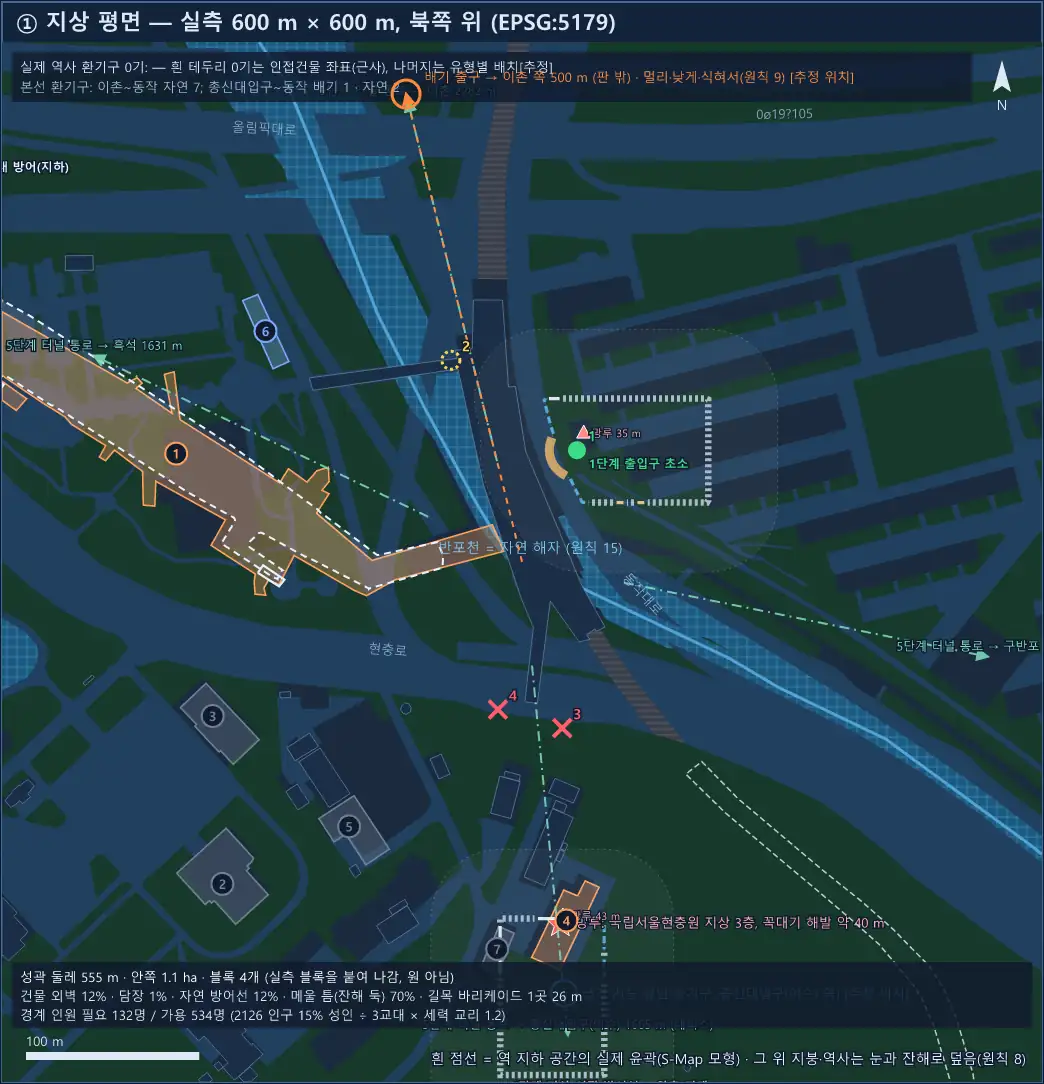 ① 지상 평면 — 실측 600 m × 600 m, 북쪽 위 (EPSG:5179)
실제 역사 환기구 0기: — 흰 테두리 0기는 인접건물 좌표(근사), 나머지는 유형별 배치[추정]
배기 출구 → 이촌 쪽 500 m (판 밖) · 멀리·낮게·식혀서(원칙 9) [추정 위치]
본선 환기구: 이촌~동작 자연 7; 총신대입구~동작 배기 1 · 자연 2
N
올림픽대로
0ø19?105
방어(지하)
6
2
5단계 터널 통로 → 흑석 1631 m
1
광루 35 m
1
1단계 출입구 초소
반포천 = 자연 해자 (원칙 15)
동작대로
현충로
5단계 터널 통로 → 구반포
4
3
3
5
2
4
43 m
국립서울현충원 지상 3층, 꼭대기 해발 약 40 m
7
성곽 둘레 555 m · 안쪽 1.1 ha · 블록 4개 (실측 블록을 붙여 나감, 원 아님)
건물 외벽 12% · 담장 1% · 자연 방어선 12% · 메울 틈(잔해 둑) 70% · 길목 바리케이드 1곳 26 m
경계 인원 필요 132명 / 가용 534명 (2126 인구 15% 성인 ÷ 3교대 × 세력 교리 1.2)
100 m
흰 점선 = 역 지하 공간의 실제 윤곽(S-Map 모형) · 그 위 지붕·역사는 눈과 잔해로 덮음(원칙 8)